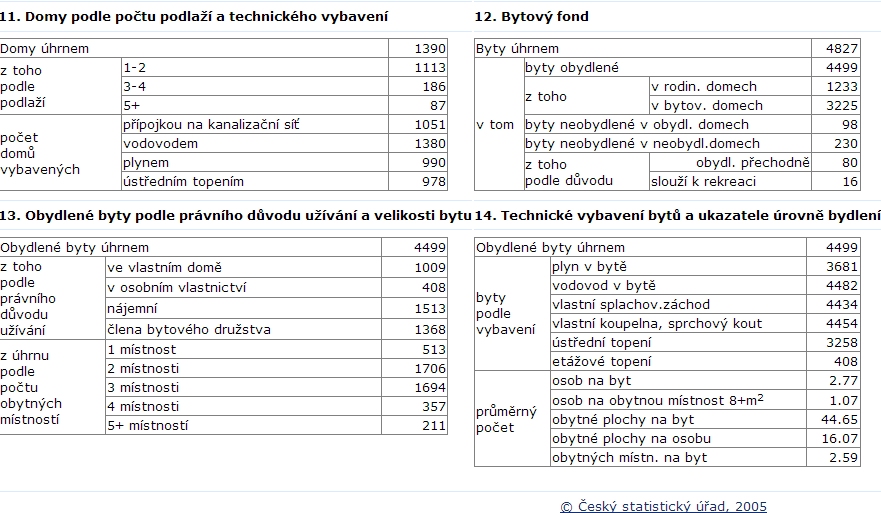 11. Domy podle počtu podlaží a technického vybavení
Domy úhrnem 1390
z toho podle podlaží
1-2 1113
3-4 186
5+ 87
počet domů vybavených
přípojkou na kanalizační síť 1051
vodovodem 1380
plynem 990
ústředním topením 978
12. Bytový fond
Byty úhrnem 4827
v tom
byty obydlené 4499
z toho
v rodin. domech 1233
v bytov. domech 3225
byty neobydlené v obydl. domech 98
byty neobydlené v neobydl.domech 230
z toho podle důvodu
obydl. přechodně 80
slouží k rekreaci 16
13. Obydlené byty podle právního důvodu užívání a velikosti bytu
Obydlené byty úhrnem 4499
z toho podle právního důvodu užívání
ve vlastním domě 1009
v osobním vlastnictví 408
nájemní 1513
člena bytového družstva 1368
z úhrnu podle počtu obytných místností
1 místnost 513
2 místnosti 1706
3 místnosti 1694
4 místnosti 357
5+ místností 211
14. Technické vybavení bytů a ukazatele úrovně bydlení
Obydlené byty úhrnem 4499
byty podle vybavení
plyn v bytě 3681
vodovod v bytě 4482
vlastní splachov.záchod 4434
vlastní koupelna, sprchový kout 4454
ústřední topení 3258
etážové topení 408
průměrný počet
osob na byt 2.77
osob na obytnou místnost 8+m² 1.07
obytné plochy na byt 44.65
obytné plochy na osobu 16.07
obytných místn. na byt 2.59
© Český statistický úřad, 2005